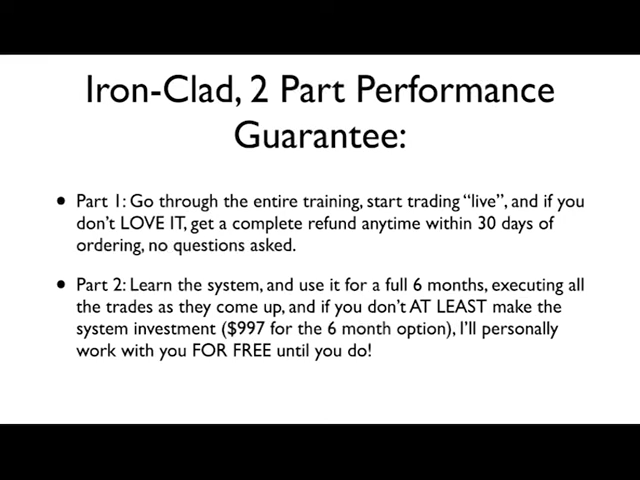 Iron-Clad, 2 Part Performance
Guarantee:
• Part 1: Go through the entire training, start trading “live”, and if you
don’t LOVE IT, get a complete refund anytime within 30 days of
ordering, no questions asked.
• Part 2: Learn the system, and use it for a full 6 months, executing all
the trades as they come up, and if you don’t AT LEAST make the
system investment ($997 for the 6 month option), I’ll personally
work with you FOR FREE until you do!